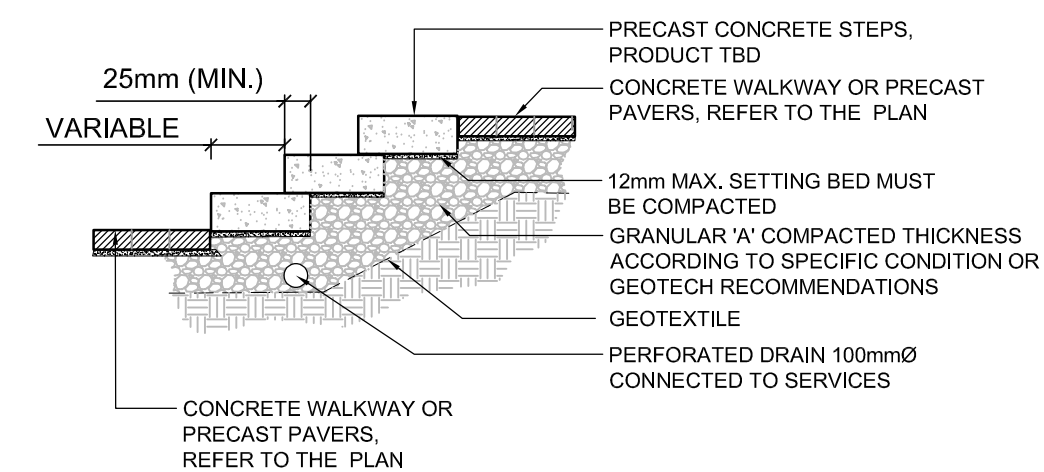 PRECAST CONCRETE STEPS,
PRODUCT TBD
25mm (MIN.)
CONCRETE WALKWAY OR PRECAST
PAVERS, REFER TO THE PLAN
VARIABLE
12mm MAX. SETTING BED MUST
BE COMPACTED
GRANULAR 'A' COMPACTED THICKNESS
ACCORDING TO SPECIFIC CONDITION OR
GEOTECH RECOMMENDATIONS
GEOTEXTILE
PERFORATED DRAIN 100mmØ
CONNECTED TO SERVICES
CONCRETE WALKWAY OR
PRECAST PAVERS,
REFER TO THE PLAN